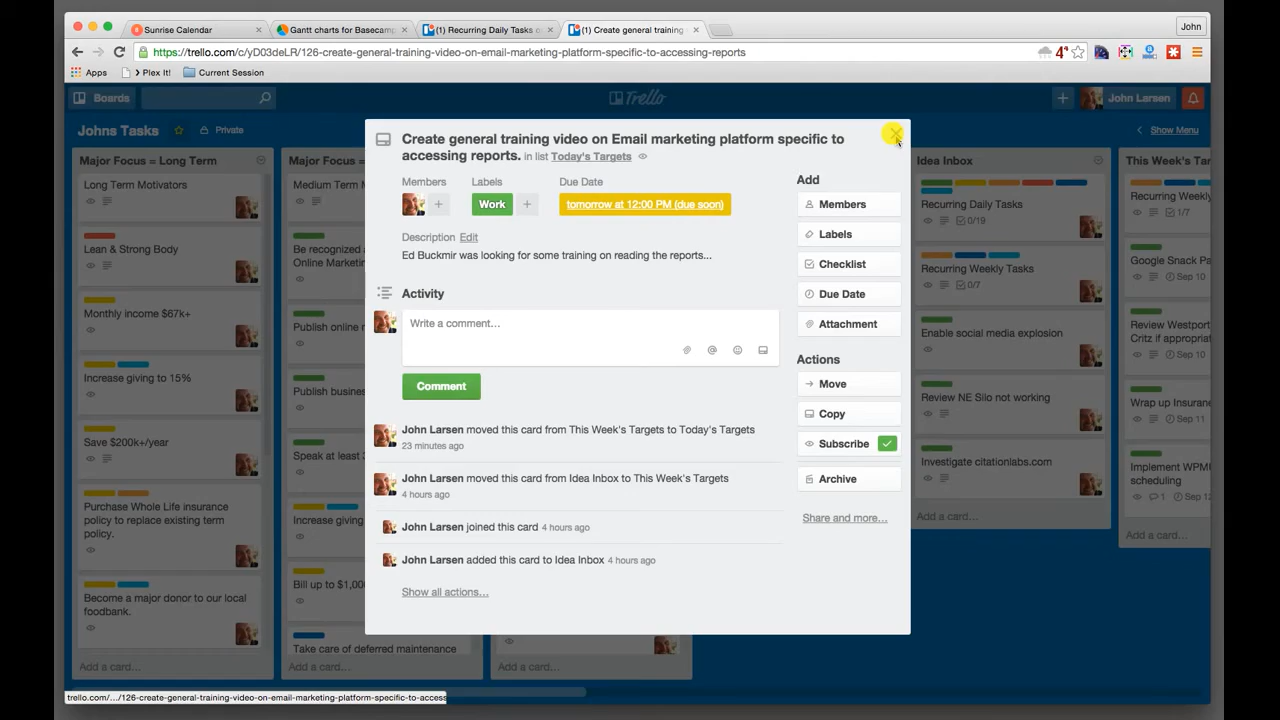 Sunrise Calendar
Gantt charts for Basecamp
(1) Recurring Daily Tasks o
(1) Create general training
John
https://trello.com/c/yD03deLR/126-create-general-training-video-on-email-marketing-platform-specific-to-accessing-reports
4°
Apps
> Plex It!
Current Session
Boards
Trello
John Larsen
Johns Tasks
Private
Show Menu
Major Focus = Long Term
Long Term Motivators
Lean & Strong Body
Monthly income $67k+
Increase giving to 15%
Save $200k+/year
Purchase Whole Life insurance
policy to replace existing term
policy.
Become a major donor to our local
foodbank.
Add a card…
Major Focus =
Medium Term M
Be recognized a
Online Marketin
Publish online m
Publish busines
Speak at least 3
Increase giving
Bill up to $1,000
Take care of deferred maintenance
Add a card…
Add a card…
Create general training video on Email marketing platform specific to
accessing reports. in list Today's Targets
Members
Labels
Due Date
Work
tomorrow at 12:00 PM (due soon)
Description Edit
Ed Buckmir was looking for some training on reading the reports...
Activity
Write a comment…
Comment
John Larsen moved this card from This Week's Targets to Today's Targets
23 minutes ago
John Larsen moved this card from Idea Inbox to This Week's Targets
4 hours ago
John Larsen joined this card 4 hours ago
John Larsen added this card to Idea Inbox 4 hours ago
Show all actions…
Add
Members
Labels
Checklist
Due Date
Attachment
Actions
Move
Copy
Subscribe
Archive
Share and more…
Idea Inbox
Recurring Daily Tasks
0/19
Recurring Weekly Tasks
0/7
Enable social media explosion
Review NE Silo not working
Investigate citationlabs.com
Add a card…
This Week's Targ
Recurring Weekly
1/7
Google Snack Pa
Sep 10
Review Westport
Critz if appropriat
Sep 10
Wrap up Insuranc
Sep 11
Implement WPMU
scheduling
1
Sep 12
Add a card…
trello.com/…/126-create-general-training-video-on-email-marketing-platform-specific-to-access